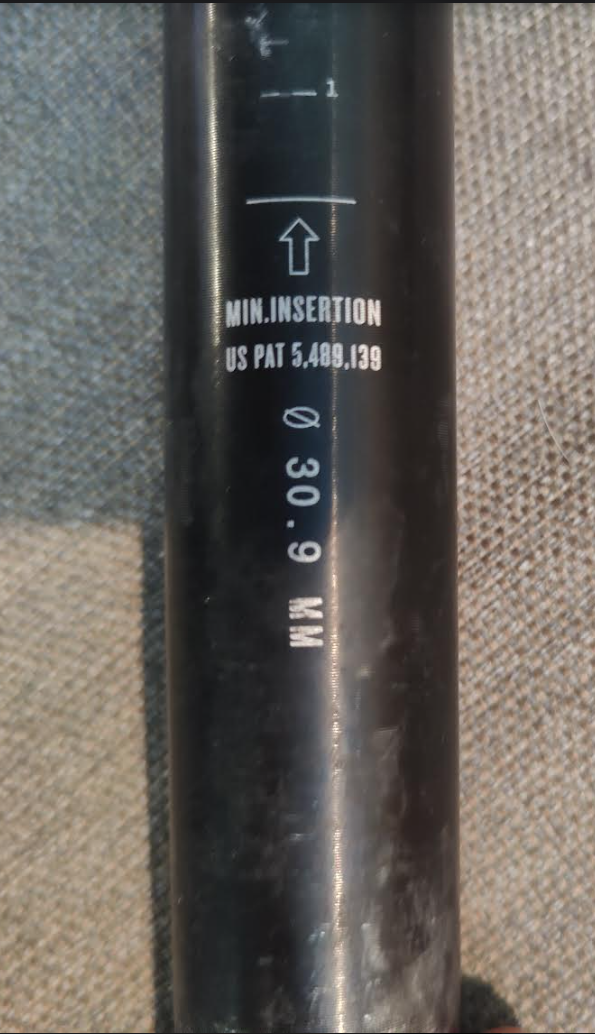 1
MIN.INSERTION
US PAT 5,489,139
Ø 30.9 MM